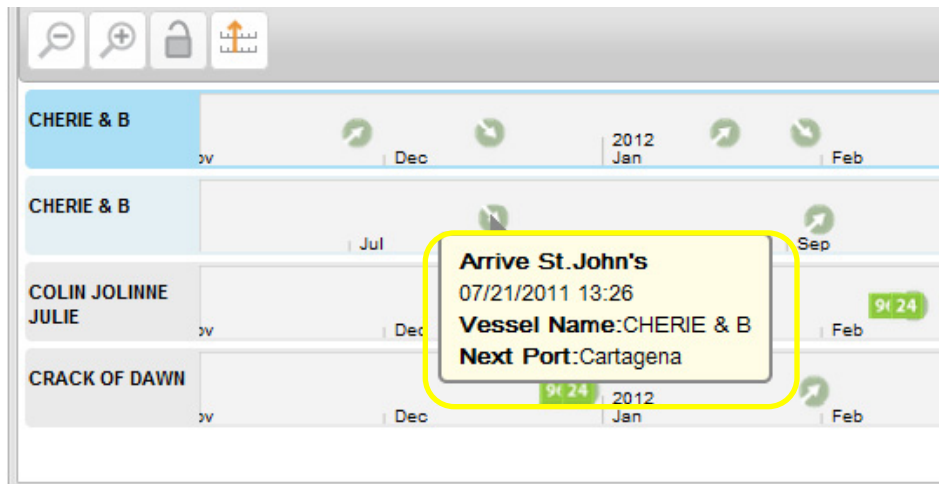 CHERIE & B
2012
ov Dec Jan Feb
CHERIE & B
Jul Sep
Arrive St.John's
07/21/2011 13:26
Vessel Name:CHERIE & B
Next Port:Cartagena
COLIN JOLINNE
JULIE
24
ov Dec Feb
CRACK OF DAWN
24
2012
ov Dec Jan Feb